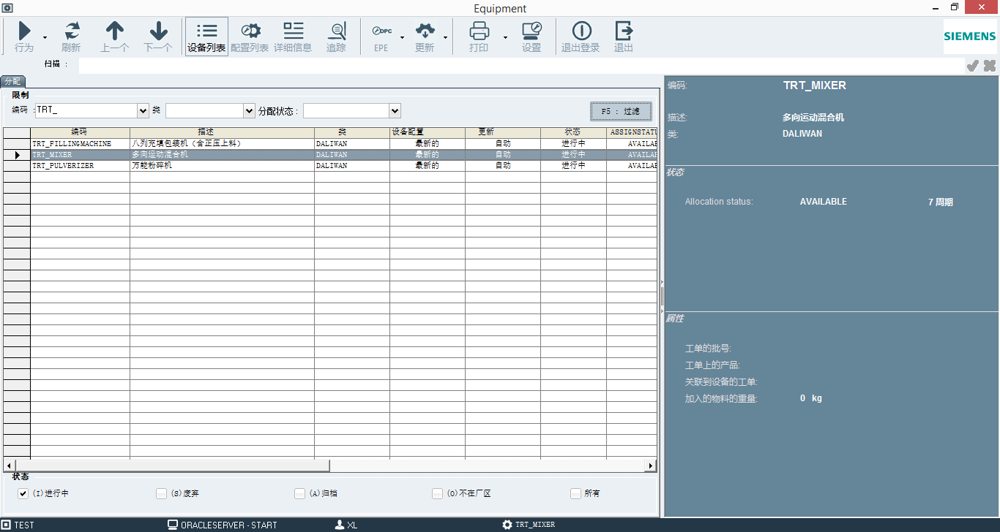 Equipment
行为 刷新 上一个 下一个 设备列表 配置列表 详细信息 追踪 OPC EPE 更新 打印 设置 退出登录 退出 SIEMENS
扫描 :
分配
限制
编码 : TRT_ 类 分配状态 : F5 : 过滤
编码 描述 类 设备配置 更新 状态 ASSIGNSTATU
TRT_FILLINGMACHINE 八列充填包装机（含正压上料） DALIWAN 最新的 自动 进行中 AVAILAB
TRT_MIXER 多向运动混合机 DALIWAN 最新的 自动 进行中 AVAILAB
TRT_PULVERIZER 万能粉碎机 DALIWAN 最新的 自动 进行中 AVAILAB
状态
(I)进行中 (S)废弃 (A)归档 (O)不在厂区 所有
编码: TRT_MIXER
描述: 多向运动混合机
类: DALIWAN
状态
Allocation status: AVAILABLE 7 周期
属性
工单的批号:
工单上的产品:
关联到设备的工单:
加入的物料的重量: 0 kg
TEST ORACLESERVER - START XL TRT_MIXER